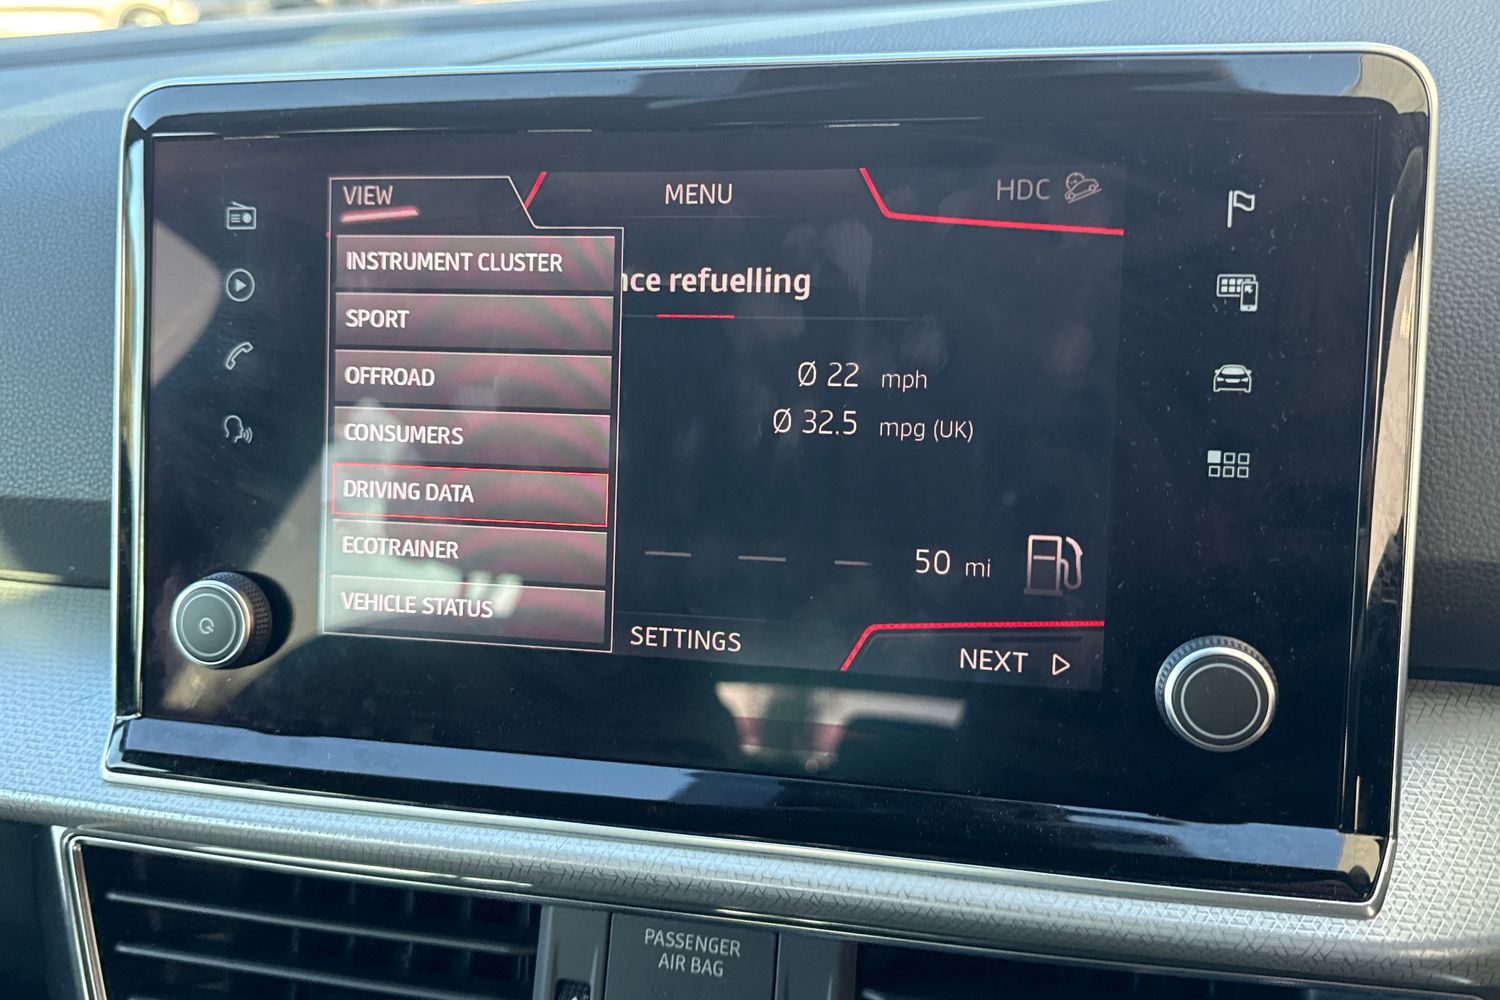 VIEW
MENU
HDC
INSTRUMENT CLUSTER
nce refuelling
SPORT
OFFROAD
Ø 22 mph
CONSUMERS
Ø 32.5 mpg (UK)
DRIVING DATA
ECOTRAINER
50 mi
VEHICLE STATUS
SETTINGS
NEXT
PASSENGER
AIR BAG